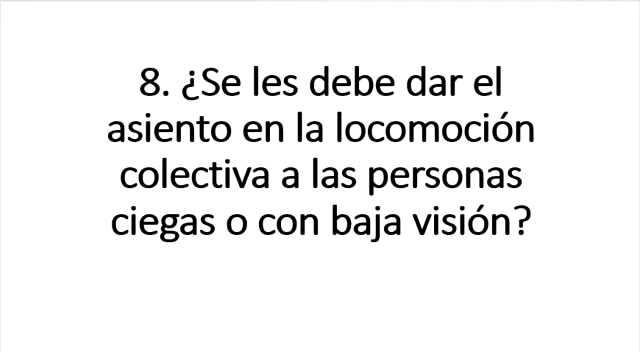 8. ¿Se les debe dar el
asiento en la locomoción
colectiva a las personas
ciegas o con baja visión?